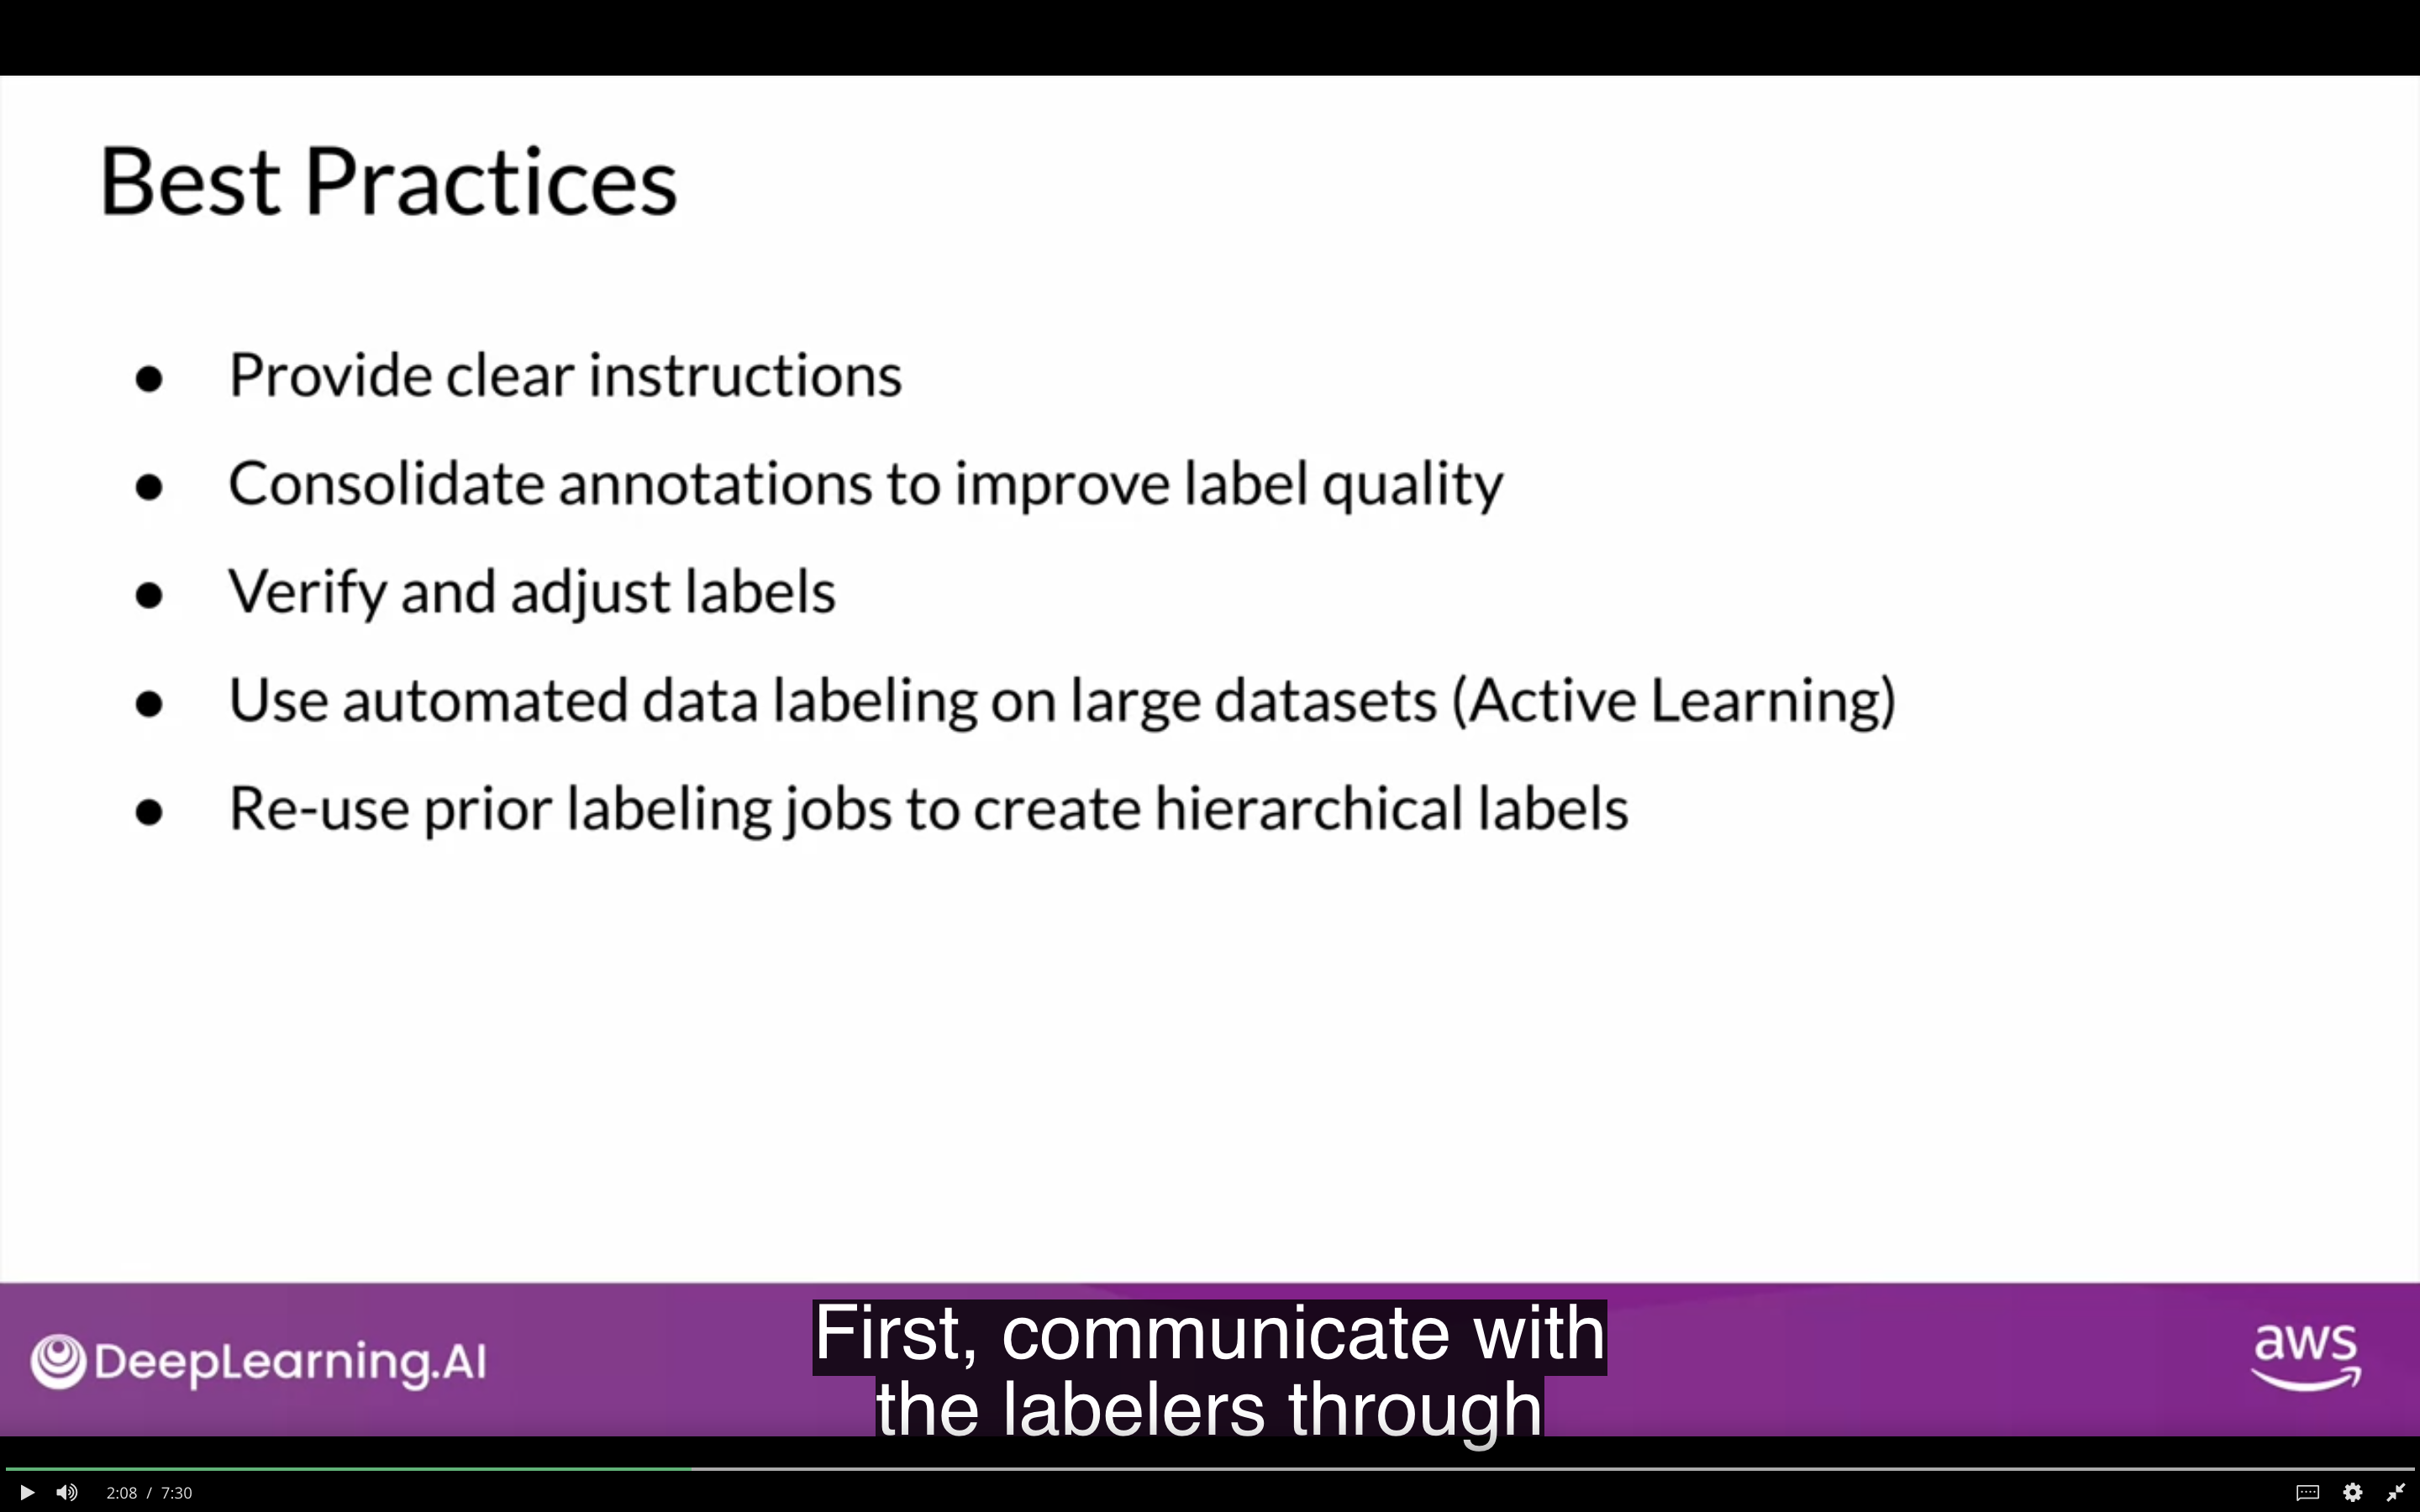 Best Practices
● Provide clear instructions
● Consolidate annotations to improve label quality
● Verify and adjust labels
● Use automated data labeling on large datasets (Active Learning)
● Re-use prior labeling jobs to create hierarchical labels
First, communicate with
the labelers through
DeepLearning.AI
aws
2:08 / 7:30